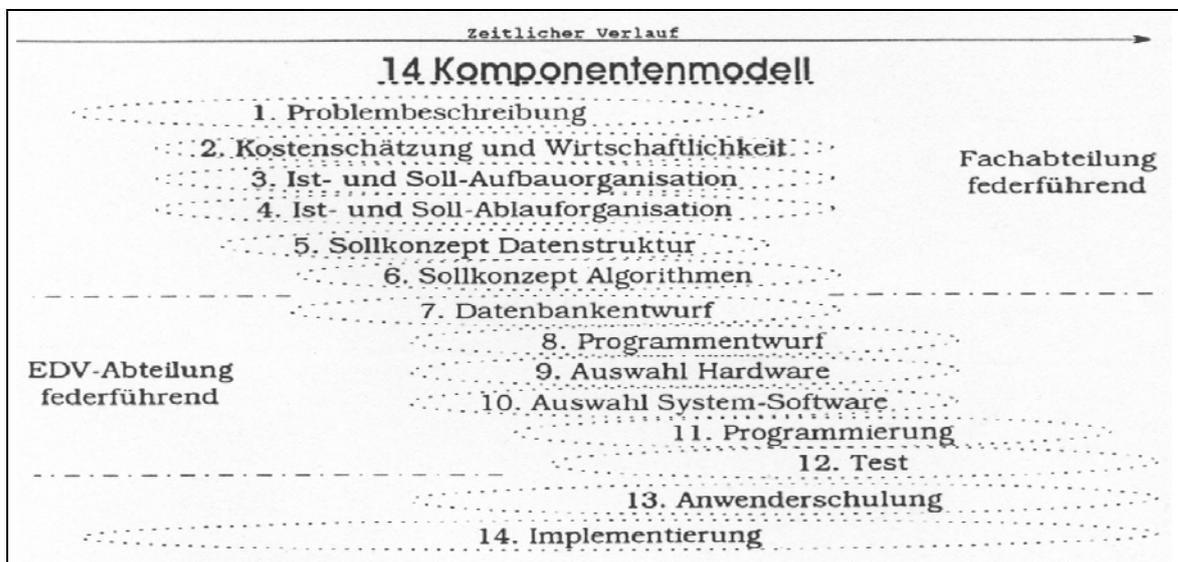 Zeitlicher Verlauf
14 Komponentenmodell
1. Problembeschreibung
2. Kostenschätzung und Wirtschaftlichkeit
3. Ist- und Soll-Aufbauorganisation
4. Ist- und Soll-Ablauforganisation
5. Sollkonzept Datenstruktur
6. Sollkonzept Algorithmen
Fachabteilung
federführend
7. Datenbankentwurf
8. Programmentwurf
9. Auswahl Hardware
10. Auswahl System-Software
11. Programmierung
12. Test
EDV-Abteilung
federführend
13. Anwenderschulung
14. Implementierung